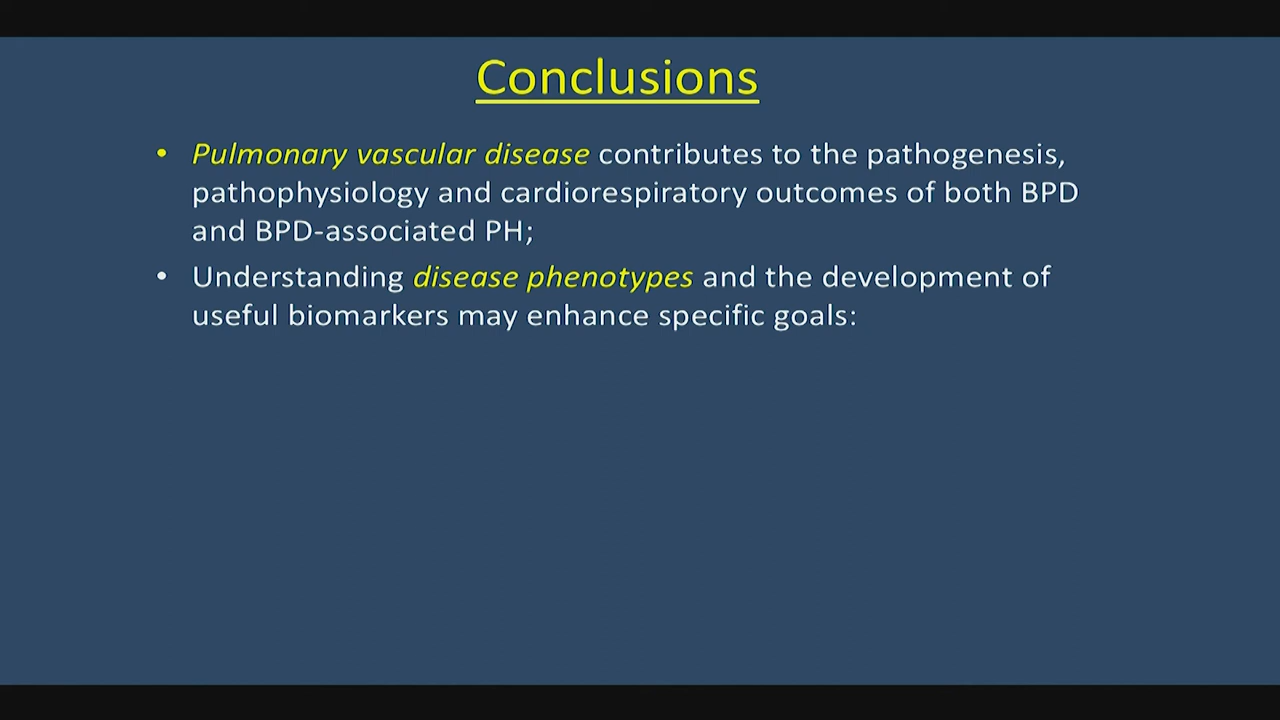 Conclusions
• Pulmonary vascular disease contributes to the pathogenesis,
pathophysiology and cardiorespiratory outcomes of both BPD
and BPD-associated PH;
• Understanding disease phenotypes and the development of
useful biomarkers may enhance specific goals: